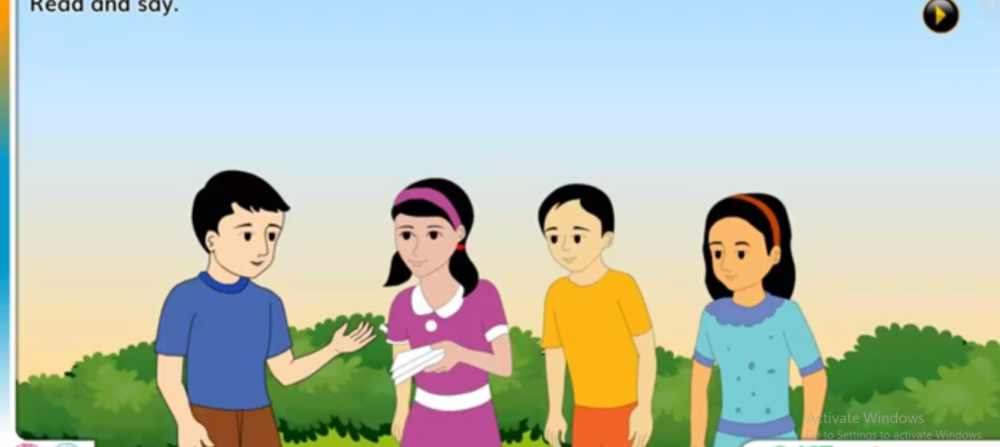 Read and say.
Activate Windows
Go to Settings to activate Windows.